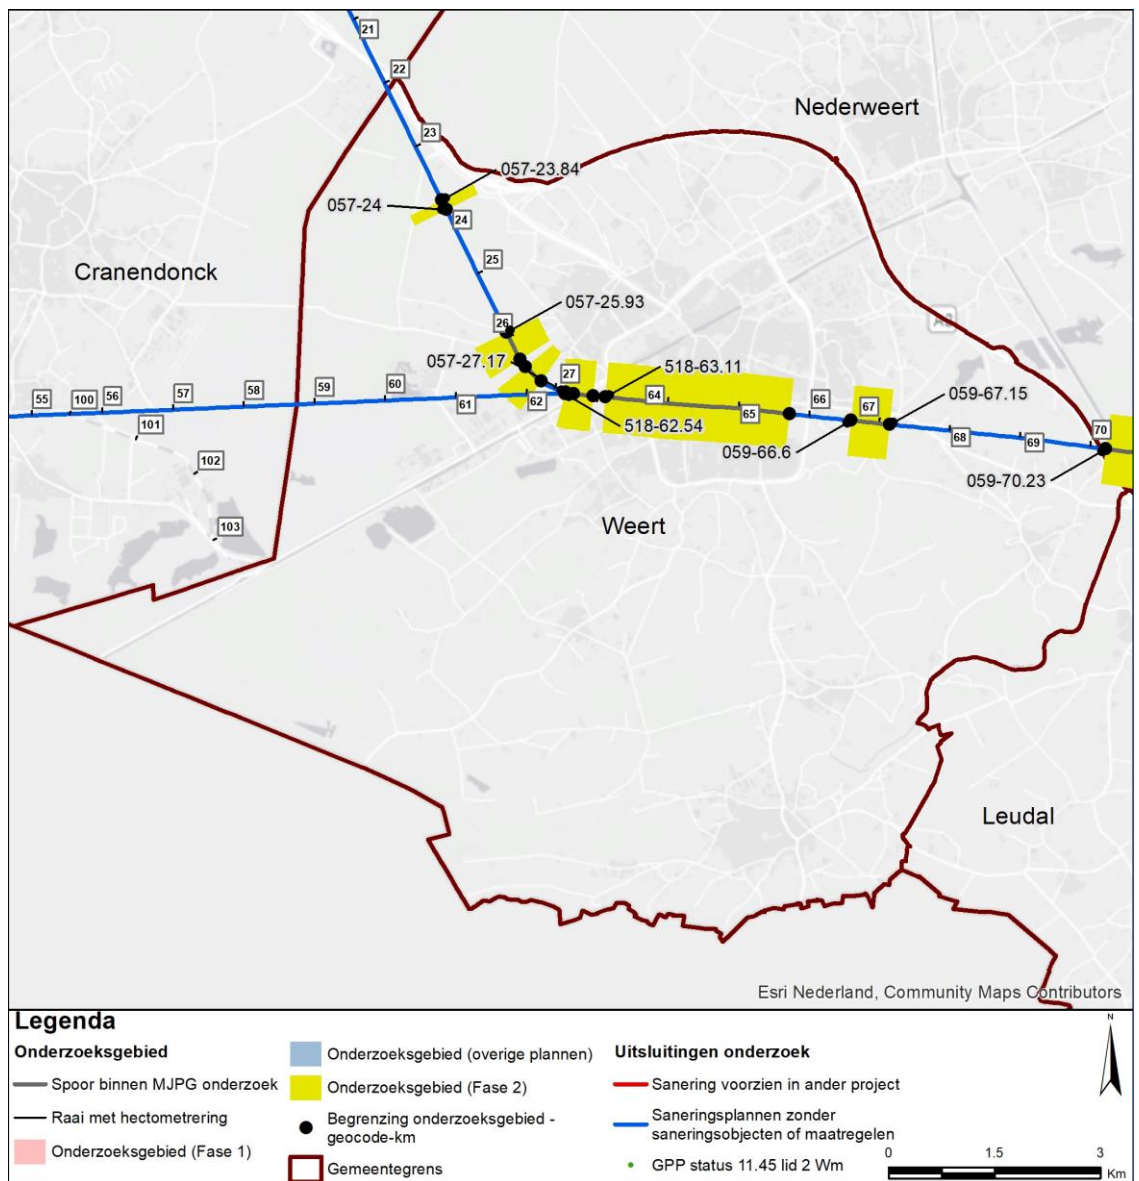 21
22
Nederweert
23
057-23.84
057-24
24
25
Cranendonck
057-25.93
26
A2
057-27.17
27
518-63.11
55
100
56
57
58
59
60
61
62
64
65
66
67
059-67.15
101
518-62.54
059-66.6
68
69
70
102
059-70.23
103
Weert
Leudal
Esri Nederland, Community Maps Contributors
Legenda
Onderzoeksgebied
Spoor binnen MJPG onderzoek
Raai met hectometrering
Onderzoeksgebied (Fase 1)
Onderzoeksgebied (overige plannen)
Onderzoeksgebied (Fase 2)
Begrenzing onderzoeksgebied -
geocode-km
Gemeentegrens
Uitsluitingen onderzoek
Sanering voorzien in ander project
Saneringsplannen zonder
saneringsobjecten of maatregelen
GPP status 11.45 lid 2 Wm
N
0 1.5 3
Km